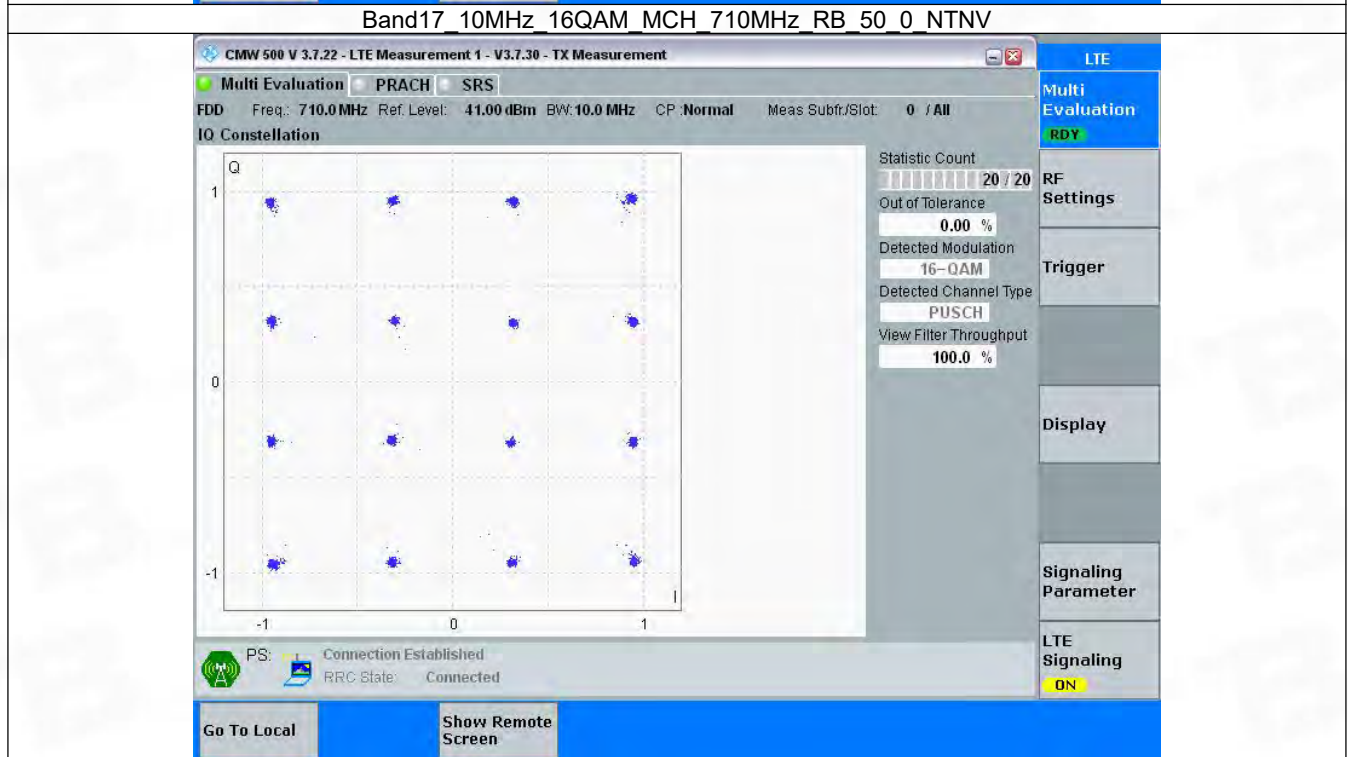 Band17_10MHz_16QAM_MCH_710MHz_RB_50_0_NTNV
CMW 500 V 3.7.22 - LTE Measurement 1 - V3.7.30 - TX Measurement
LTE
Multi Evaluation PRACH SRS
Multi
Evaluation
RDY
FDD Freq.: 710.0 MHz Ref. Level: 41.00 dBm BW: 10.0 MHz CP :Normal Meas Subfr./Slot: 0 / All
IQ Constellation
Q
1
0
-1
-1 0 1
I
Statistic Count
20 / 20
Out of Tolerance
0.00 %
Detected Modulation
16-QAM
Detected Channel Type
PUSCH
View Filter Throughput
100.0 %
RF
Settings
Trigger
Display
Signaling
Parameter
LTE
Signaling
ON
PS: Connection Established
RRC State: Connected
Go To Local
Show Remote
Screen